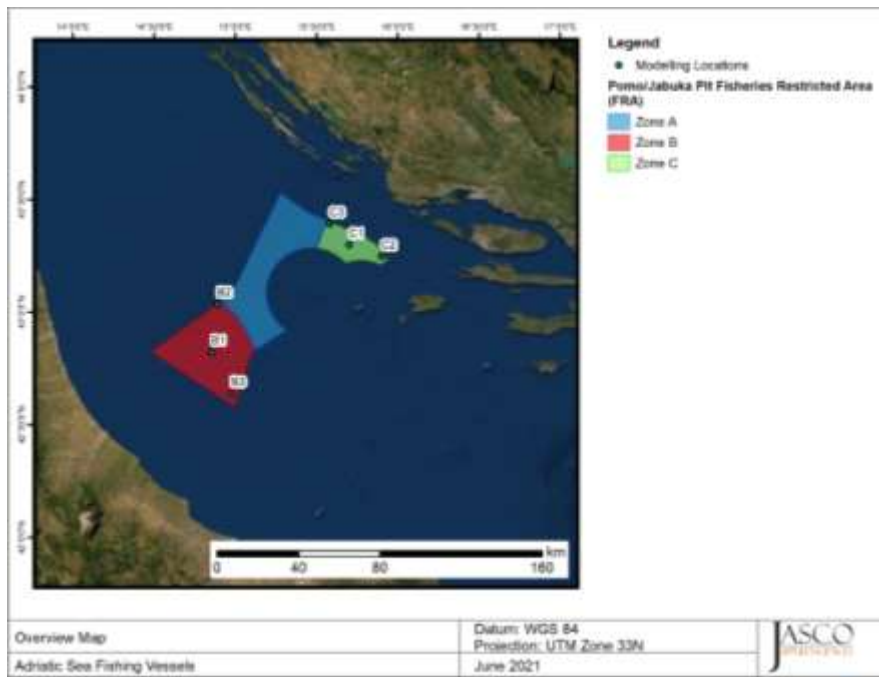 Legend
Modelling Locations
Pomo/Jabuka Pit Fisheries Restricted Area
(FRA)
Zone A
Zone B
Zone C
C3
C1
C2
B2
B1
B3
km
0 40 80 160
Overview Map
Adriatic Sea Fishing Vessels
Datum: WGS 84
Projection: UTM Zone 33N
June 2021
JASCO